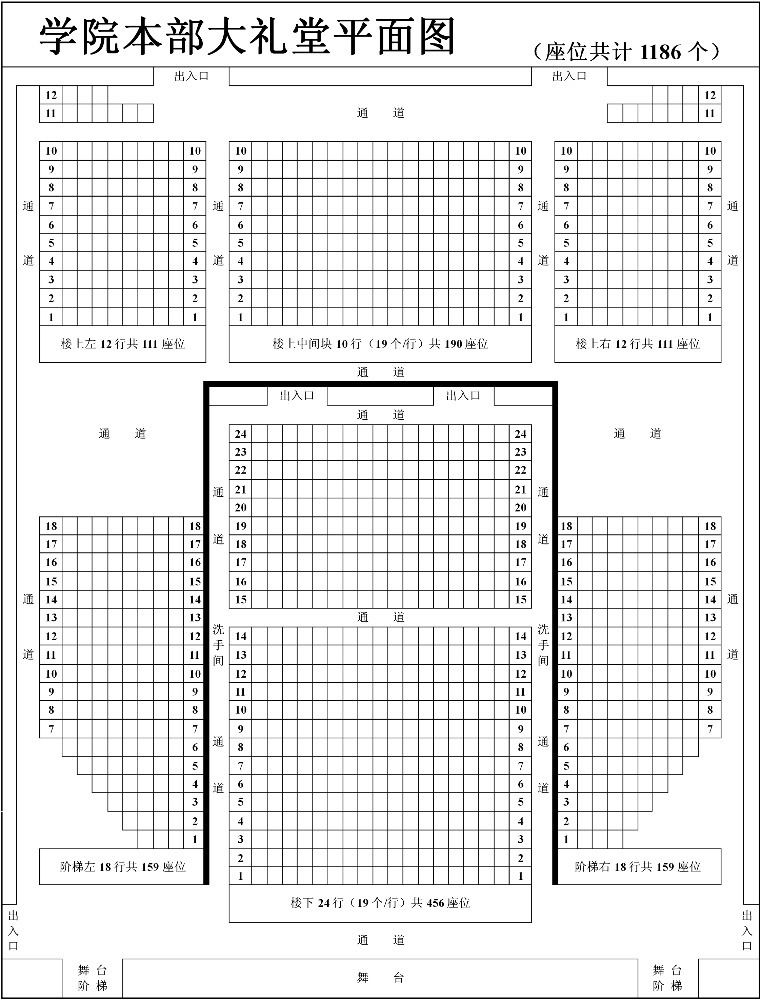 学院本部大礼堂平面图 （座位共计 1186 个）
出入口 出入口
12 12
11 通 道 11
10 10 10 10 10 10
9 9 9 9 9 9
8 8 8 8 8 8
通 7 7 通 7 7 通 7 7 通
6 6 6 6 6 6
5 5 5 5 5 5
道 4 4 道 4 4 道 4 4 道
3 3 3 3 3 3
2 2 2 2 2 2
1 1 1 1 1 1
楼上左 12 行共 111 座位 楼上中间块 10 行（19 个/行）共 190 座位 楼上右 12 行共 111 座位
通 道
出入口 出入口
通 道
通 道 24 24 通 道
23 23
22 22
通 21 21 通
20 20
18 18 19 19 18 18
17 17 道 18 18 道 17 17
16 16 17 17 16 16
15 15 16 16 15 15
通 14 14 15 15 14 14 通
13 13 通 道 13 13
12 12 洗手间 14 14 洗手间 12 12
道 11 11 13 13 11 11 道
10 10 12 12 10 10
9 9 11 11 9 9
8 8 10 10 8 8
7 7 9 9 7 7
6 通 8 8 通 6
5 7 7 5
4 道 6 6 道 4
3 5 5 3
2 4 4 2
1 3 3 1
阶梯左 18 行共 159 座位 2 2 阶梯右 18 行共 159 座位
1 1
楼下 24 行（19 个/行）共 456 座位
出入口 出入口
通 道
舞 台 舞 台 舞 台
阶 梯 阶 梯